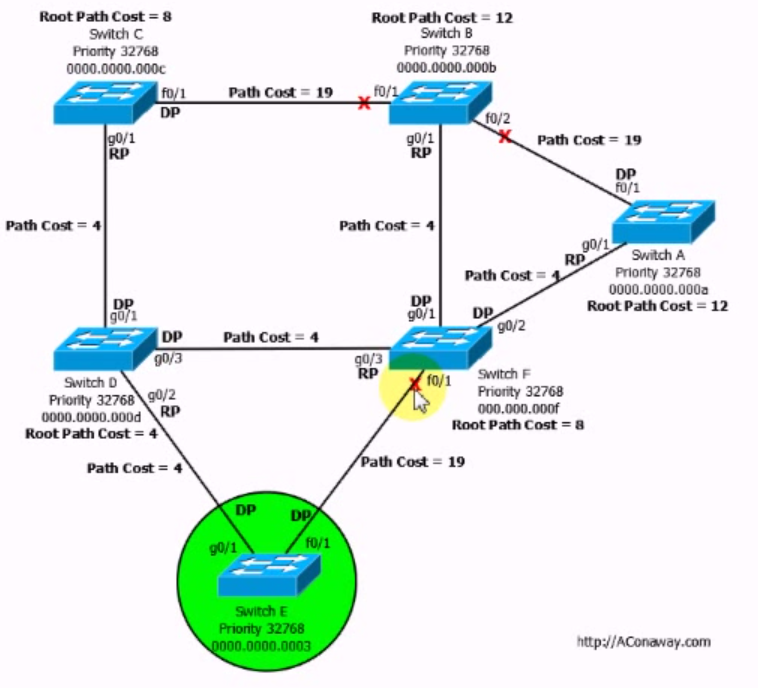 Root Path Cost = 8
Switch C
Priority 32768
0000.0000.000c
Root Path Cost = 12
Switch B
Priority 32768
0000.0000.000b
f0/1
DP
Path Cost = 19
X
f0/1
g0/1
RP
g0/1
RP
f0/2
X
Path Cost = 19
DP
f0/1
Path Cost = 4
Path Cost = 4
g0/1
RP
Switch A
Priority 32768
0000.0000.000a
Root Path Cost = 12
Path Cost = 4
DP
g0/1
DP
g0/1
DP
g0/2
DP
g0/3
Path Cost = 4
g0/3
RP
Switch D
Priority 32768
0000.0000.000d
Root Path Cost = 4
g0/2
RP
X
f0/1
Switch F
Priority 32768
000.000.000f
Root Path Cost = 8
Path Cost = 4
Path Cost = 19
DP
DP
g0/1
f0/1
Switch E
Priority 32768
0000.0000.0003
http://AConaway.com